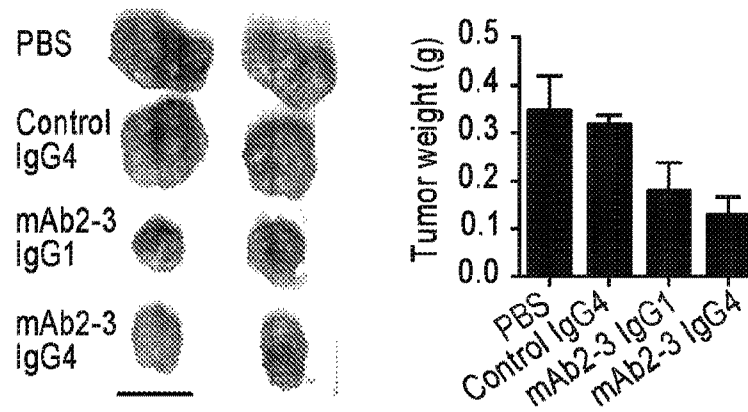 PBS
Control
IgG4
mAb2-3
IgG1
mAb2-3
IgG4
Tumor weight (g)
0.5
0.4
0.3
0.2
0.1
0.0
PBS
Control IgG4
mAb2-3 IgG1
mAb2-3 IgG4